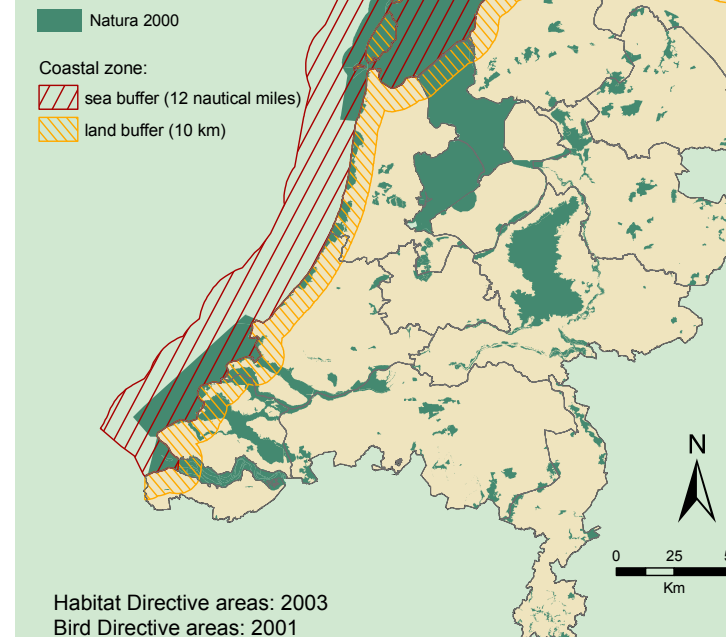 Natura 2000
Coastal zone:
sea buffer (12 nautical miles)
land buffer (10 km)
N
0 25
Km
Habitat Directive areas: 2003
Bird Directive areas: 2001